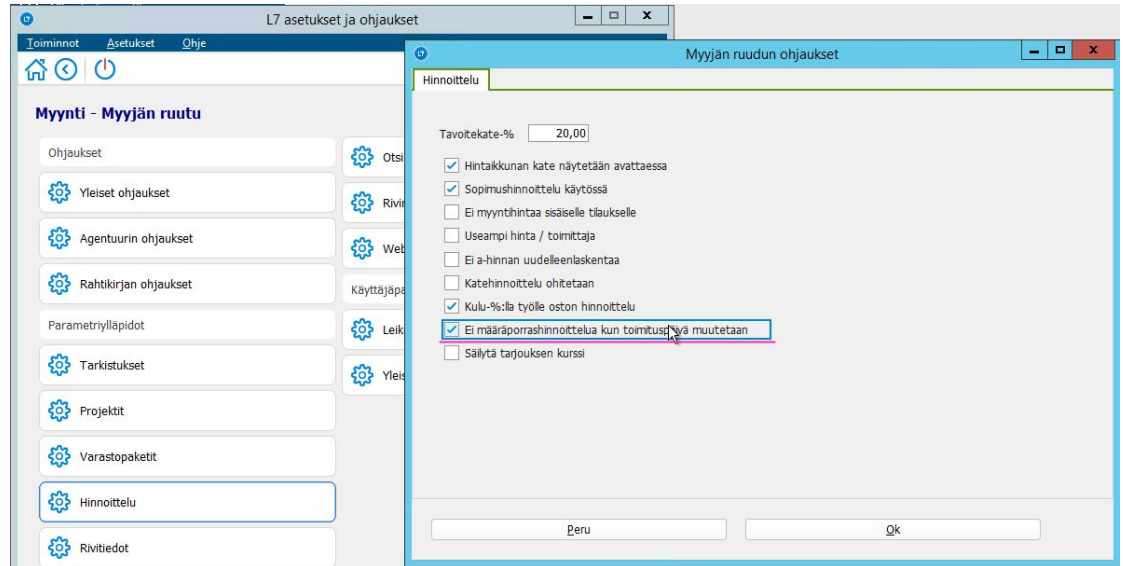 L7 asetukset ja ohjaukset
Toiminnot Asetukset Ohje
Myynti - Myyjän ruutu
Ohjaukset
Yleiset ohjaukset
Agentuurin ohjaukset
Rahtikirjan ohjaukset
Parametriylläpidot
Tarkistukset
Projektit
Varastopaketit
Hinnoittelu
Rivitiedot
Otsi
Rivin
Web
Käyttäjäpa
Leik
Yleis
L7 Myyjän ruudun ohjaukset
Hinnoittelu
Tavoitekate-% 20,00
Hintaikkunan kate näytetään avattaessa
Sopimushinnoittelu käytössä
Ei myyntihintaa sisäiselle tilaukselle
Useampi hinta / toimittaja
Ei a-hinnan uudelleenlaskentaa
Katehinnoittelu ohitetaan
Kulu-%:lla työlle oston hinnoittelu
Ei määräporrashinnoittelua kun toimituspäivä muutetaan
Säilytä tarjouksen kurssi
Peru Ok